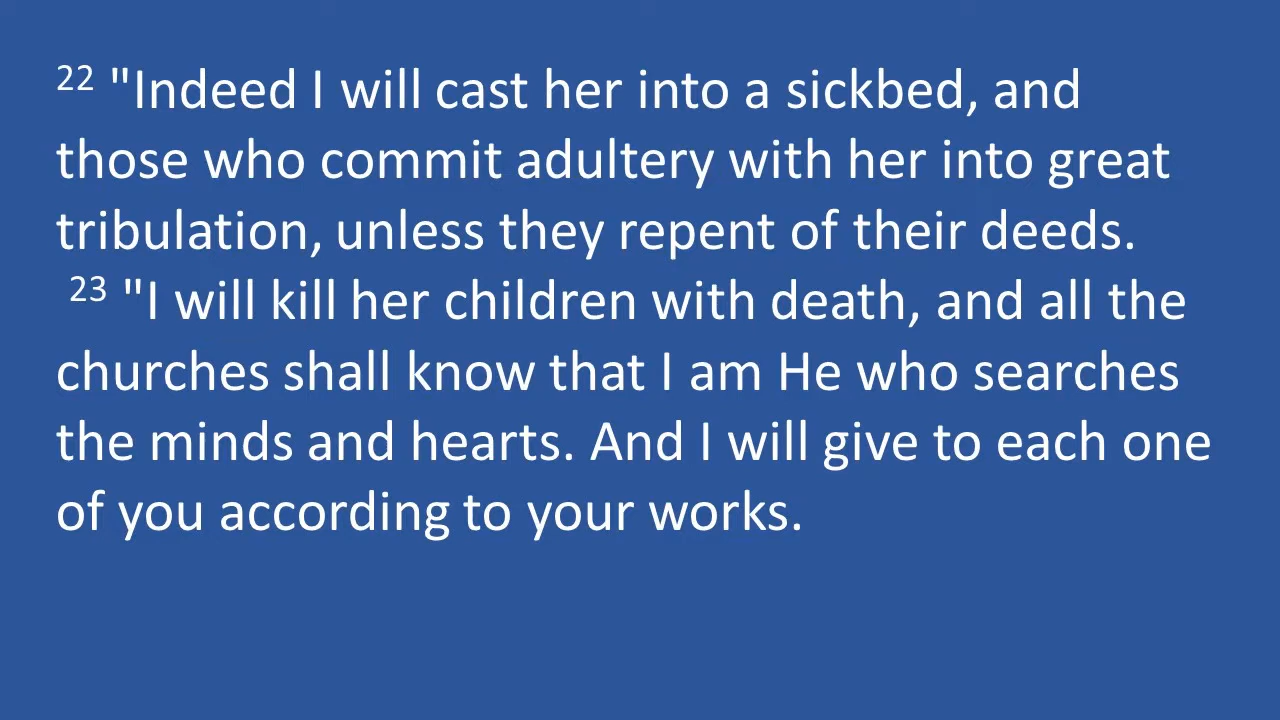 22 "Indeed I will cast her into a sickbed, and
those who commit adultery with her into great
tribulation, unless they repent of their deeds.
23 "I will kill her children with death, and all the
churches shall know that I am He who searches
the minds and hearts. And I will give to each one
of you according to your works.